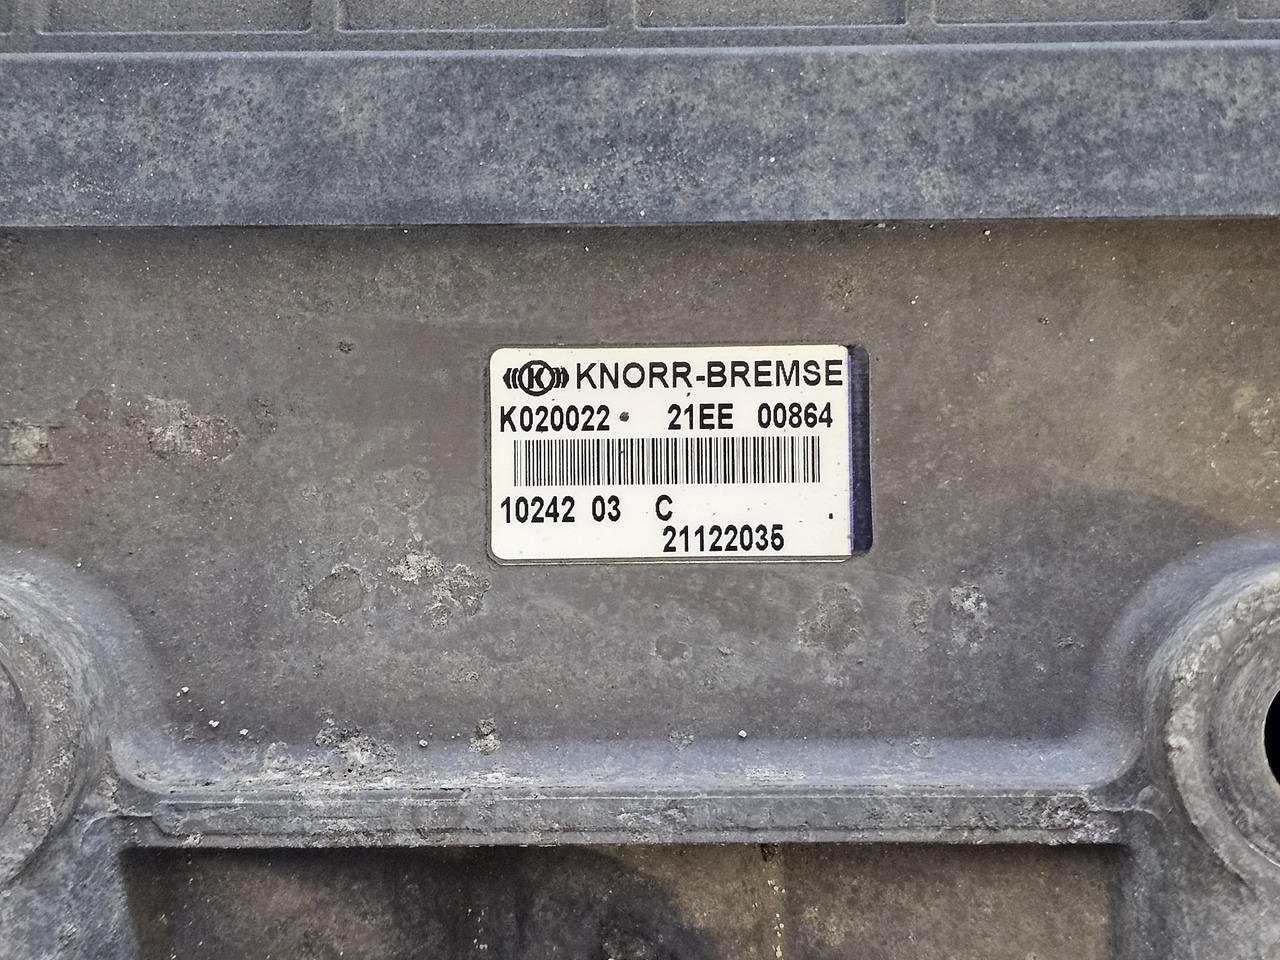 K KNORR-BREMSE
K020022 21EE 00864
10242 03 C
21122035